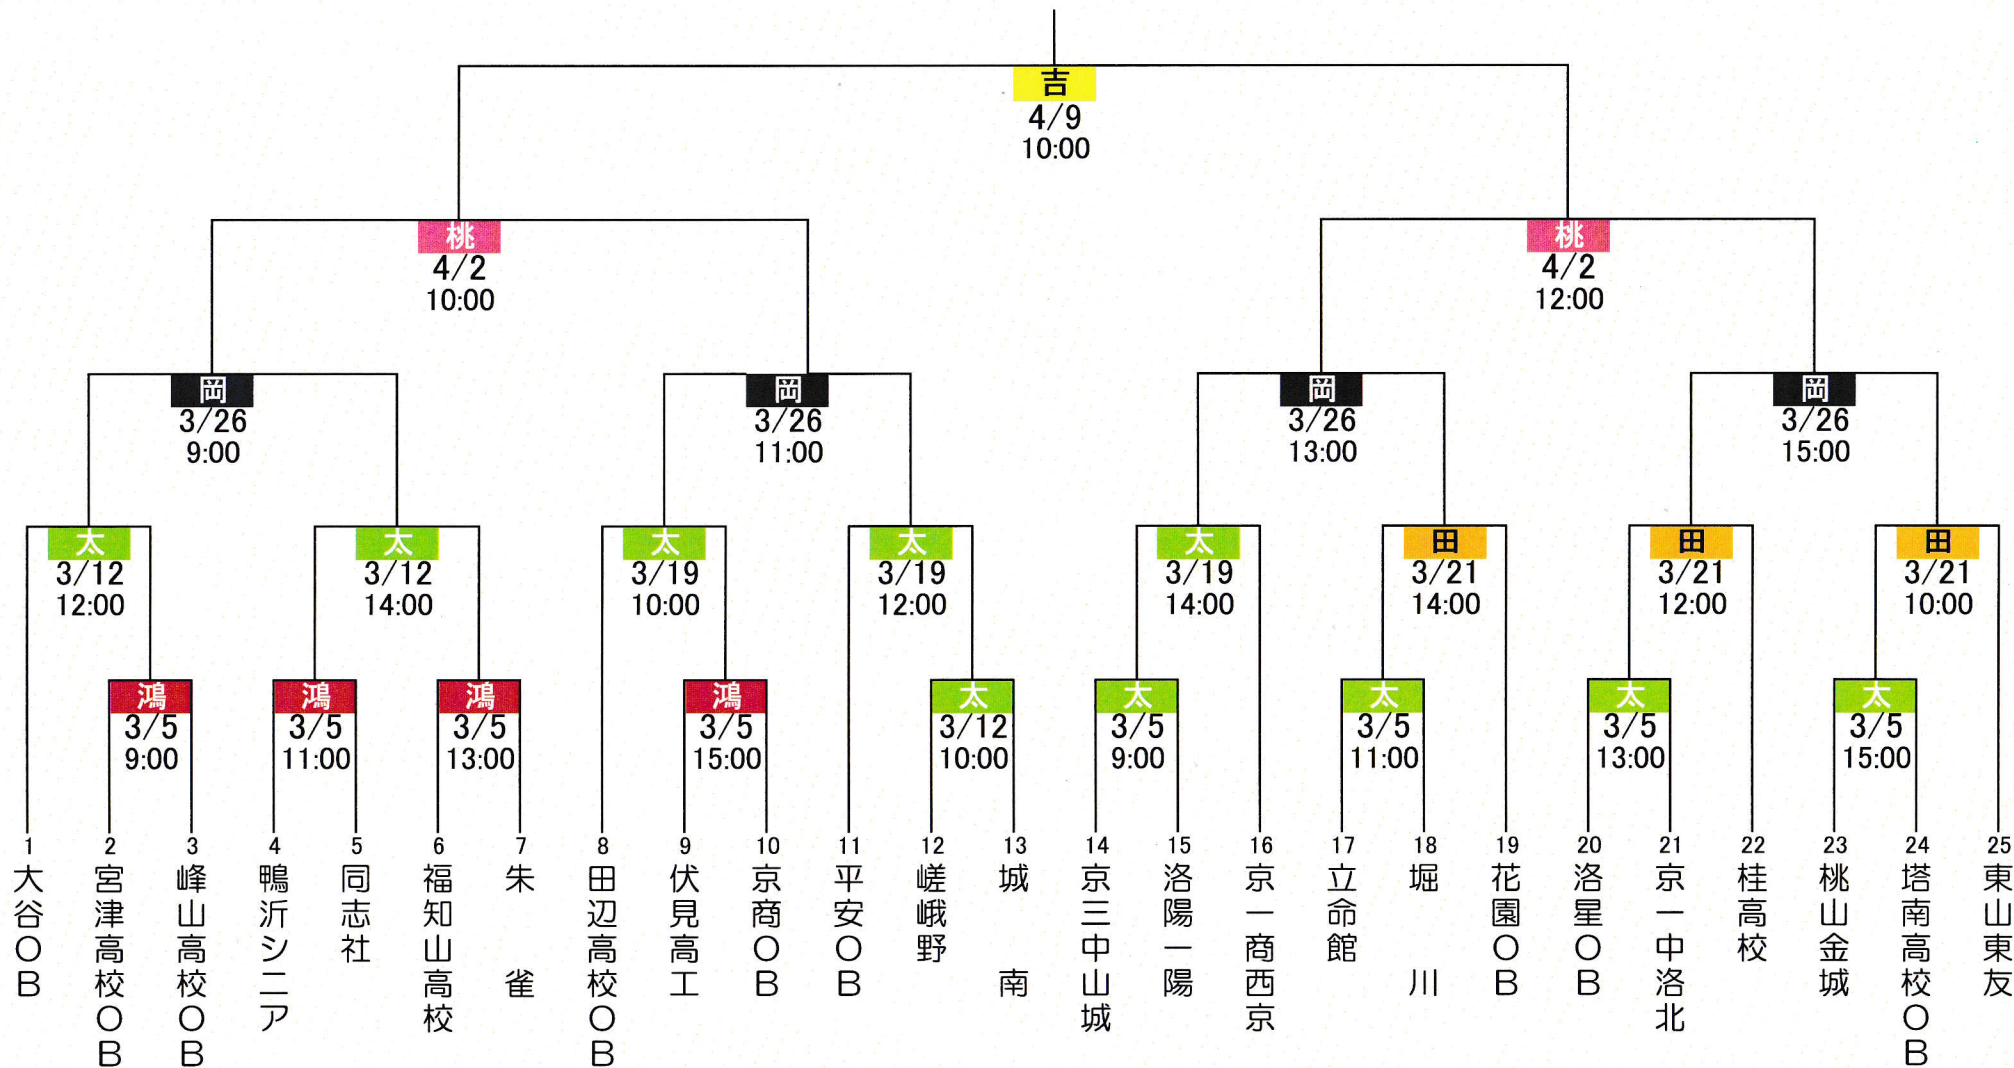 吉
4/9
10:00
桃
4/2
10:00
桃
4/2
12:00
岡
3/26
9:00
岡
3/26
11:00
岡
3/26
13:00
岡
3/26
15:00
太
3/12
12:00
太
3/12
14:00
太
3/19
10:00
太
3/19
12:00
太
3/19
14:00
田
3/21
14:00
田
3/21
12:00
田
3/21
10:00
鴻
3/5
9:00
鴻
3/5
11:00
鴻
3/5
13:00
鴻
3/5
15:00
太
3/12
10:00
太
3/5
9:00
太
3/5
11:00
太
3/5
13:00
太
3/5
15:00
1
大谷OB
2
宮津高校OB
3
峰山高校OB
4
鴨沂シニア
5
同志社
6
福知山高校
7
朱雀
8
田辺高校OB
9
伏見高工
10
京商OB
11
平安OB
12
嵯峨野
13
城南
14
京三中山城
15
洛陽一陽
16
京一商西京
17
立命館
18
堀川
19
花園OB
20
洛星OB
21
京一中洛北
22
桂高校
23
桃山金城
24
塔南高校OB
25
東山東友